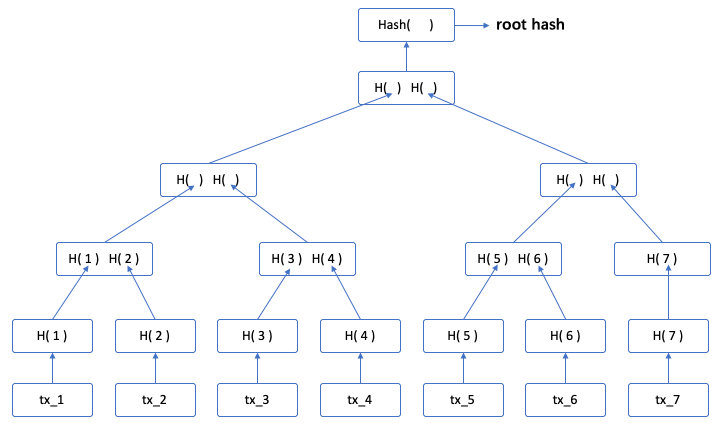 Hash( ) root hash
H( ) H( )
H( ) H( ) H( ) H( )
H( 1 ) H( 2 ) H( 3 ) H( 4 ) H( 5 ) H( 6 ) H( 7 )
H( 1 ) H( 2 ) H( 3 ) H( 4 ) H( 5 ) H( 6 ) H( 7 )
tx_1 tx_2 tx_3 tx_4 tx_5 tx_6 tx_7